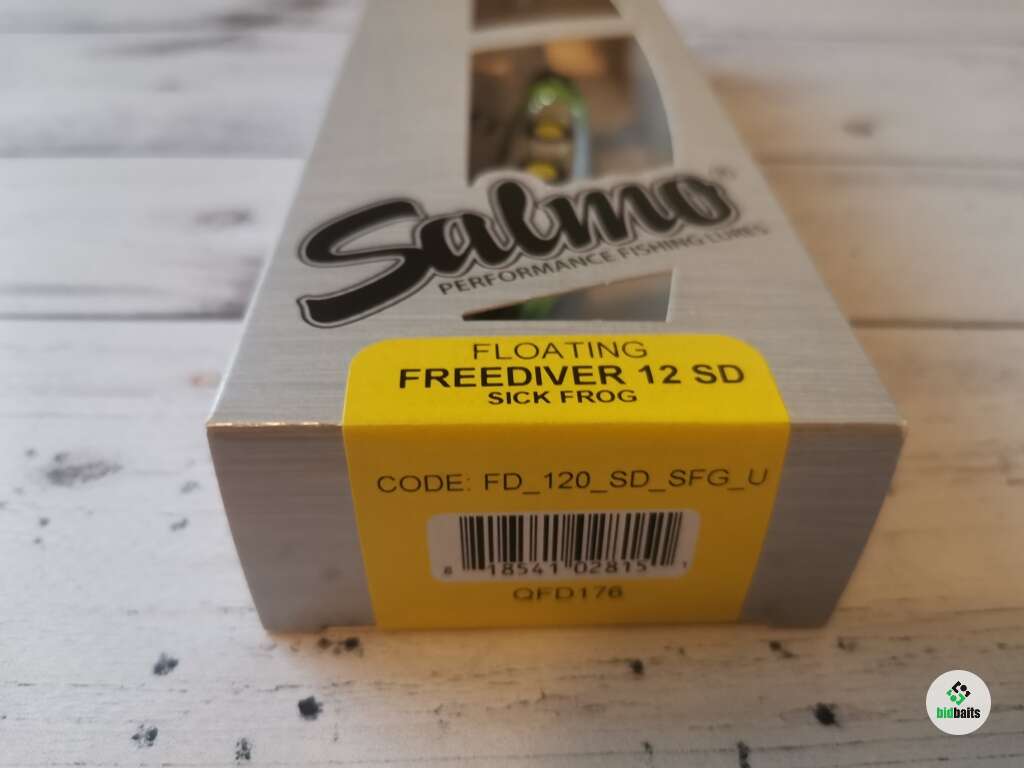 Salmo®
PERFORMANCE FISHING LURES
FLOATING
FREEDIVER 12 SD
SICK FROG
CODE: FD_120_SD_SFG_U
8 18541 02815 1
QFD176
bidbaits